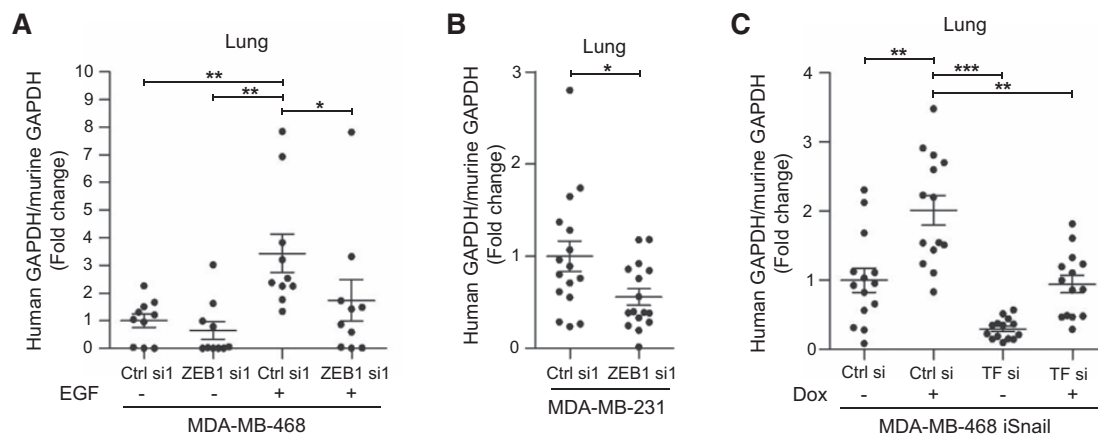 A
Lung
Human GAPDH/murine GAPDH
(Fold change)
10
9
8
7
6
5
4
3
2
1
0
**
**
*
Ctrl si1 ZEB1 si1 Ctrl si1 ZEB1 si1
EGF - - + +
MDA-MB-468
B
Lung
Human GAPDH/murine GAPDH
(Fold change)
3
2
1
0
*
Ctrl si1 ZEB1 si1
MDA-MB-231
C
Lung
Human GAPDH/murine GAPDH
(Fold change)
4
3
2
1
0
** ***
**
Ctrl si Ctrl si TF si TF si
Dox - + - +
MDA-MB-468 iSnail